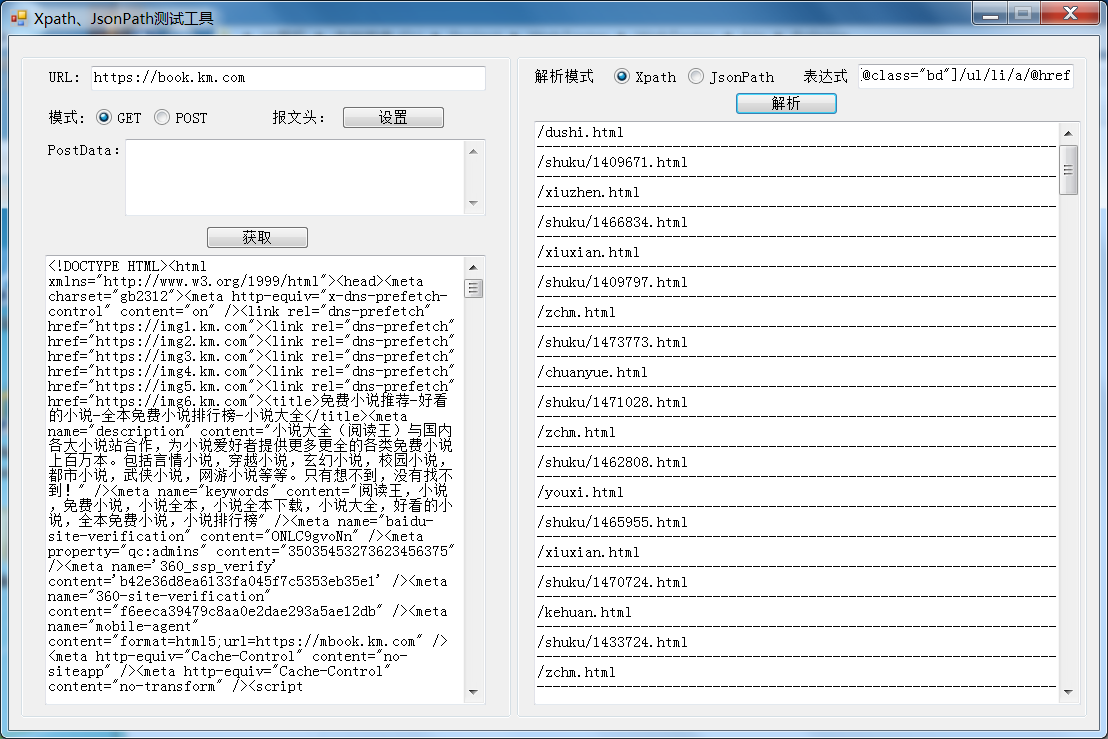 Xpath、JsonPath测试工具
URL: https://book.km.com
模式: GET POST 报文头: 设置
PostData:
获取
<!DOCTYPE HTML><html
xmlns="http://www.w3.org/1999/html"><head><meta
charset="gb2312"><meta http-equiv="x-dns-prefetch-
control" content="on" /><link rel="dns-prefetch"
href="https://img1.km.com"><link rel="dns-prefetch"
href="https://img2.km.com"><link rel="dns-prefetch"
href="https://img3.km.com"><link rel="dns-prefetch"
href="https://img4.km.com"><link rel="dns-prefetch"
href="https://img5.km.com"><link rel="dns-prefetch"
href="https://img6.km.com"><title>免费小说推荐-好看
的小说-全本免费小说排行榜-小说大全</title><meta
name="description" content="小说大全（阅读王）与国内
各大小说站合作，为小说爱好者提供更多更全的各类免费小说
上百万本。包括言情小说，穿越小说，玄幻小说，校园小说，
都市小说，武侠小说，网游小说等等。只有想不到，没有找不
到！" /><meta name="keywords" content="阅读王，小说
，免费小说，小说全本，小说全本下载，小说大全，好看的小
说，全本免费小说，小说排行榜" /><meta name="baidu-
site-verification" content="ONLC9gvoNn" /><meta
property="qc:admins" content="35035453273623456375"
/><meta name='360_ssp_verify'
content='b42e36d8ea6133fa045f7c5353eb35e1' /><meta
name="360-site-verification"
content="f6eeca39479c8aa0e2dae293a5ae12db" /><meta
name="mobile-agent"
content="format=html5;url=https://mbook.km.com" />
<meta http-equiv="Cache-Control" content="no-
siteapp" /><meta http-equiv="Cache-Control"
content="no-transform" /><script
解析模式 Xpath JsonPath 表达式 @class="bd"]/ul/li/a/@href
解析
/dushi.html
/shuku/1409671.html
/xiuzhen.html
/shuku/1466834.html
/xiuxian.html
/shuku/1409797.html
/zchm.html
/shuku/1473773.html
/chuanyue.html
/shuku/1471028.html
/zchm.html
/shuku/1462808.html
/youxi.html
/shuku/1465955.html
/xiuxian.html
/shuku/1470724.html
/kehuan.html
/shuku/1433724.html
/zchm.html